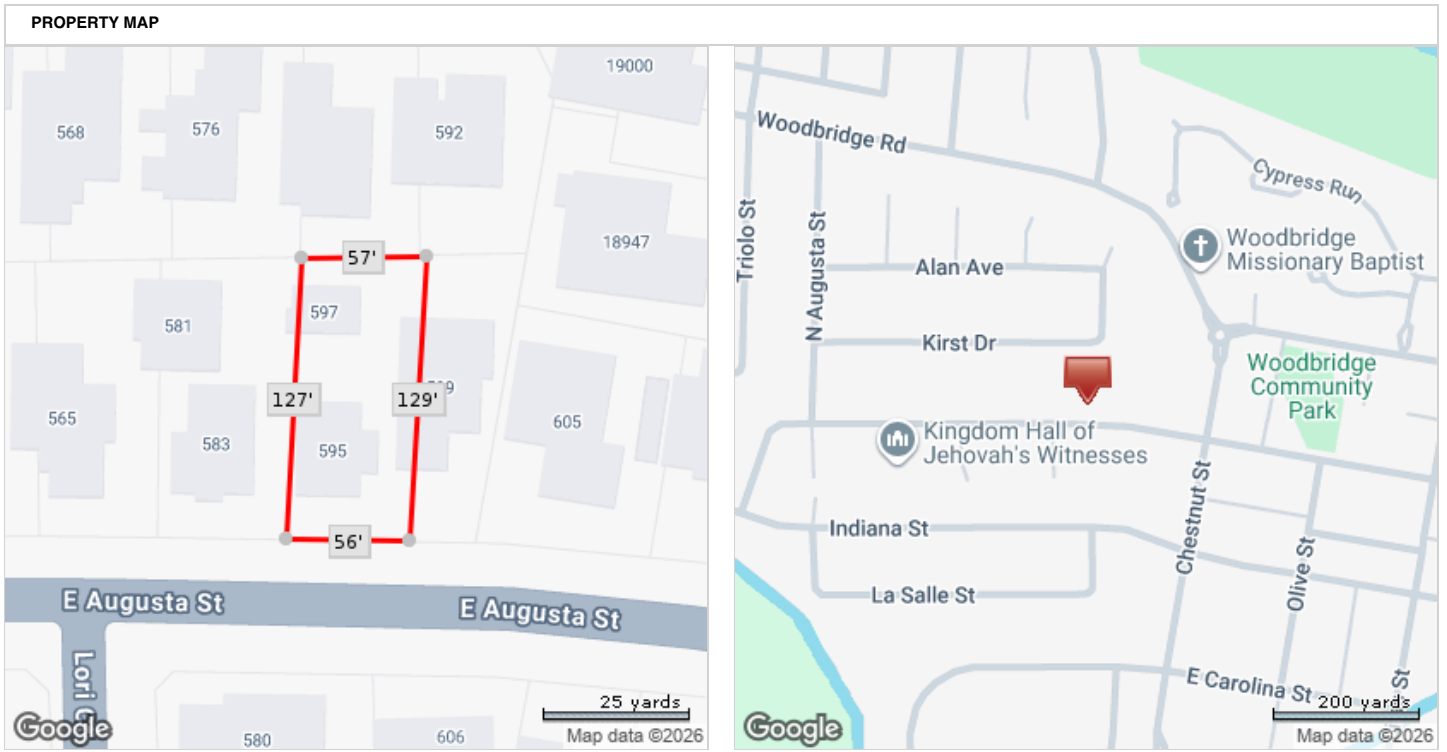 PROPERTY MAP
19000
568
576
592
18947
57'
597
581
127'
129'
565
583
595
605
56'
E Augusta St
E Augusta St
580
606
25 yards
Google
Map data ©2026
Woodbridge Rd
Cypress Run
Triolo St
N Augusta St
Woodbridge
Missionary Baptist
Alan Ave
Kirst Dr
Woodbridge
Community
Park
Kingdom Hall of
Jehovah's Witnesses
Chestnut St
Indiana St
Olive St
La Salle St
E Carolina St
St
200 yards
Google
Map data ©2026
Lori